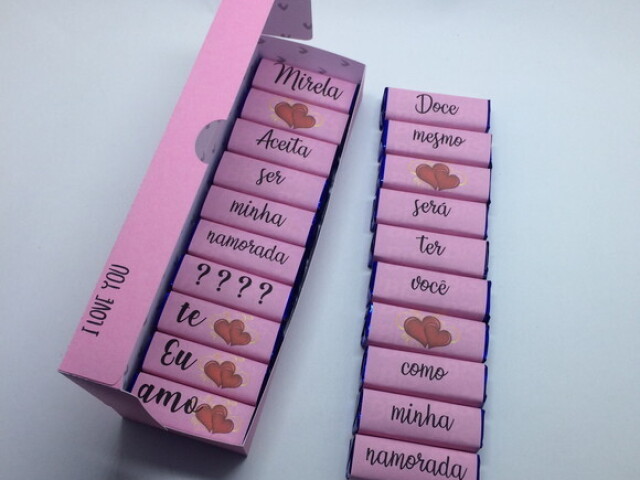 Mirela
Aceita
ser
minha
namorada
????
te
Eu
amo
I LOVE YOU
Doce
mesmo
será
ter
você
como
minha
namorada